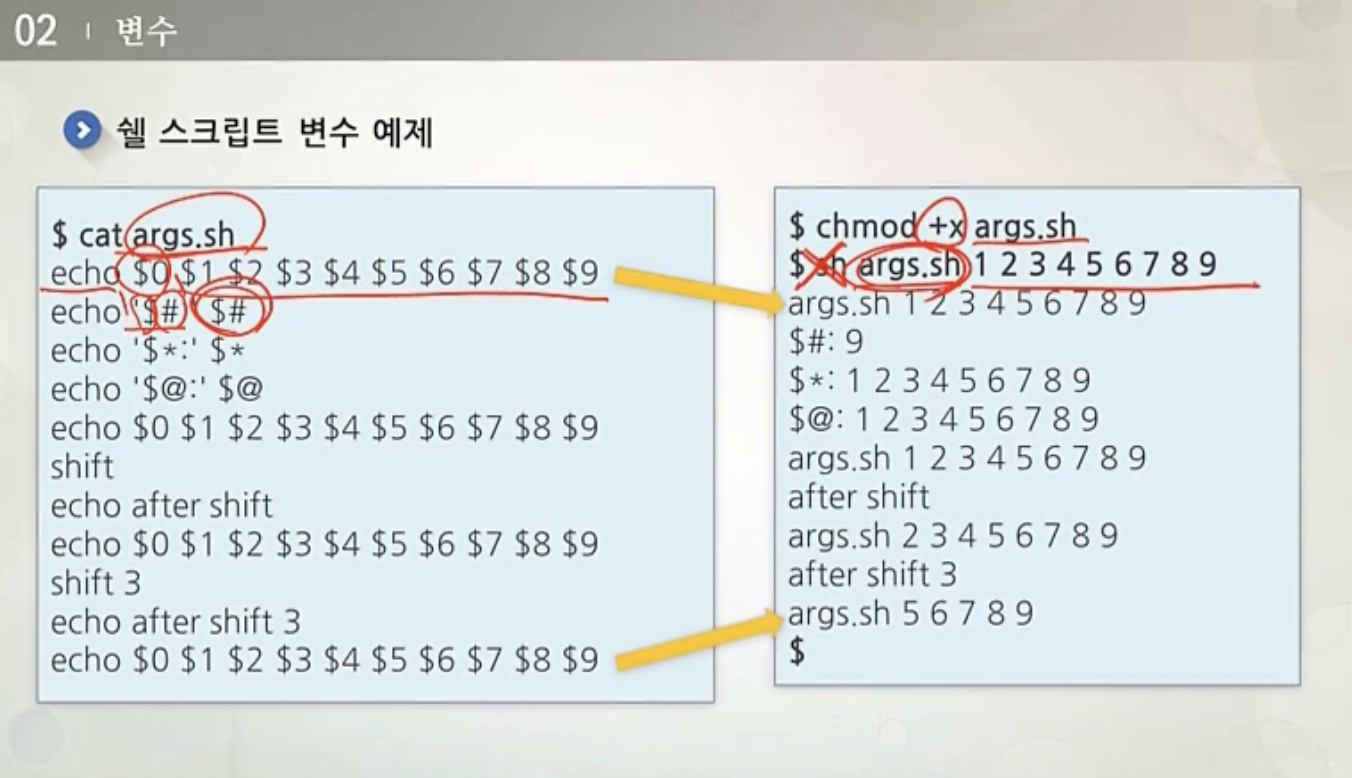 02 | 변수
쉘 스크립트 변수 예제
$ cat args.sh
echo $0 $1 $2 $3 $4 $5 $6 $7 $8 $9
echo '$#' $#
echo '$*:' $*
echo '$@:' $@
echo $0 $1 $2 $3 $4 $5 $6 $7 $8 $9
shift
echo after shift
echo $0 $1 $2 $3 $4 $5 $6 $7 $8 $9
shift 3
echo after shift 3
echo $0 $1 $2 $3 $4 $5 $6 $7 $8 $9
$ chmod +x args.sh
$ sh args.sh 1 2 3 4 5 6 7 8 9
args.sh 1 2 3 4 5 6 7 8 9
$#: 9
$*: 1 2 3 4 5 6 7 8 9
$@: 1 2 3 4 5 6 7 8 9
args.sh 1 2 3 4 5 6 7 8 9
after shift
args.sh 2 3 4 5 6 7 8 9
after shift 3
args.sh 5 6 7 8 9
$